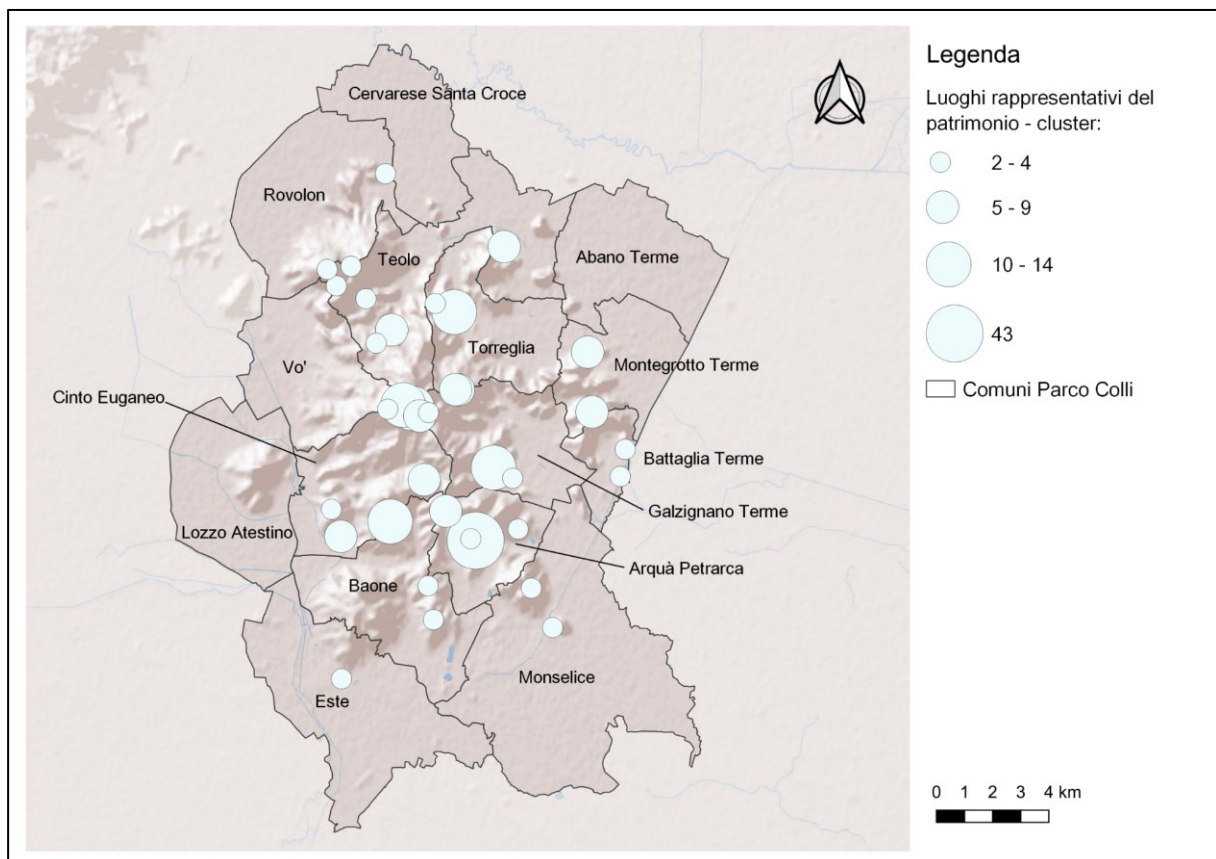 Cervarese Santa Croce
Rovolon
Teolo
Abano Terme
Torreglia
Montegrotto Terme
Vo'
Cinto Euganeo
Battaglia Terme
Galzignano Terme
Lozzo Atestino
Arquà Petrarca
Baone
Monselice
Este
Legenda
Luoghi rappresentativi del
patrimonio - cluster:
2 - 4
5 - 9
10 - 14
43
Comuni Parco Colli
0 1 2 3 4 km